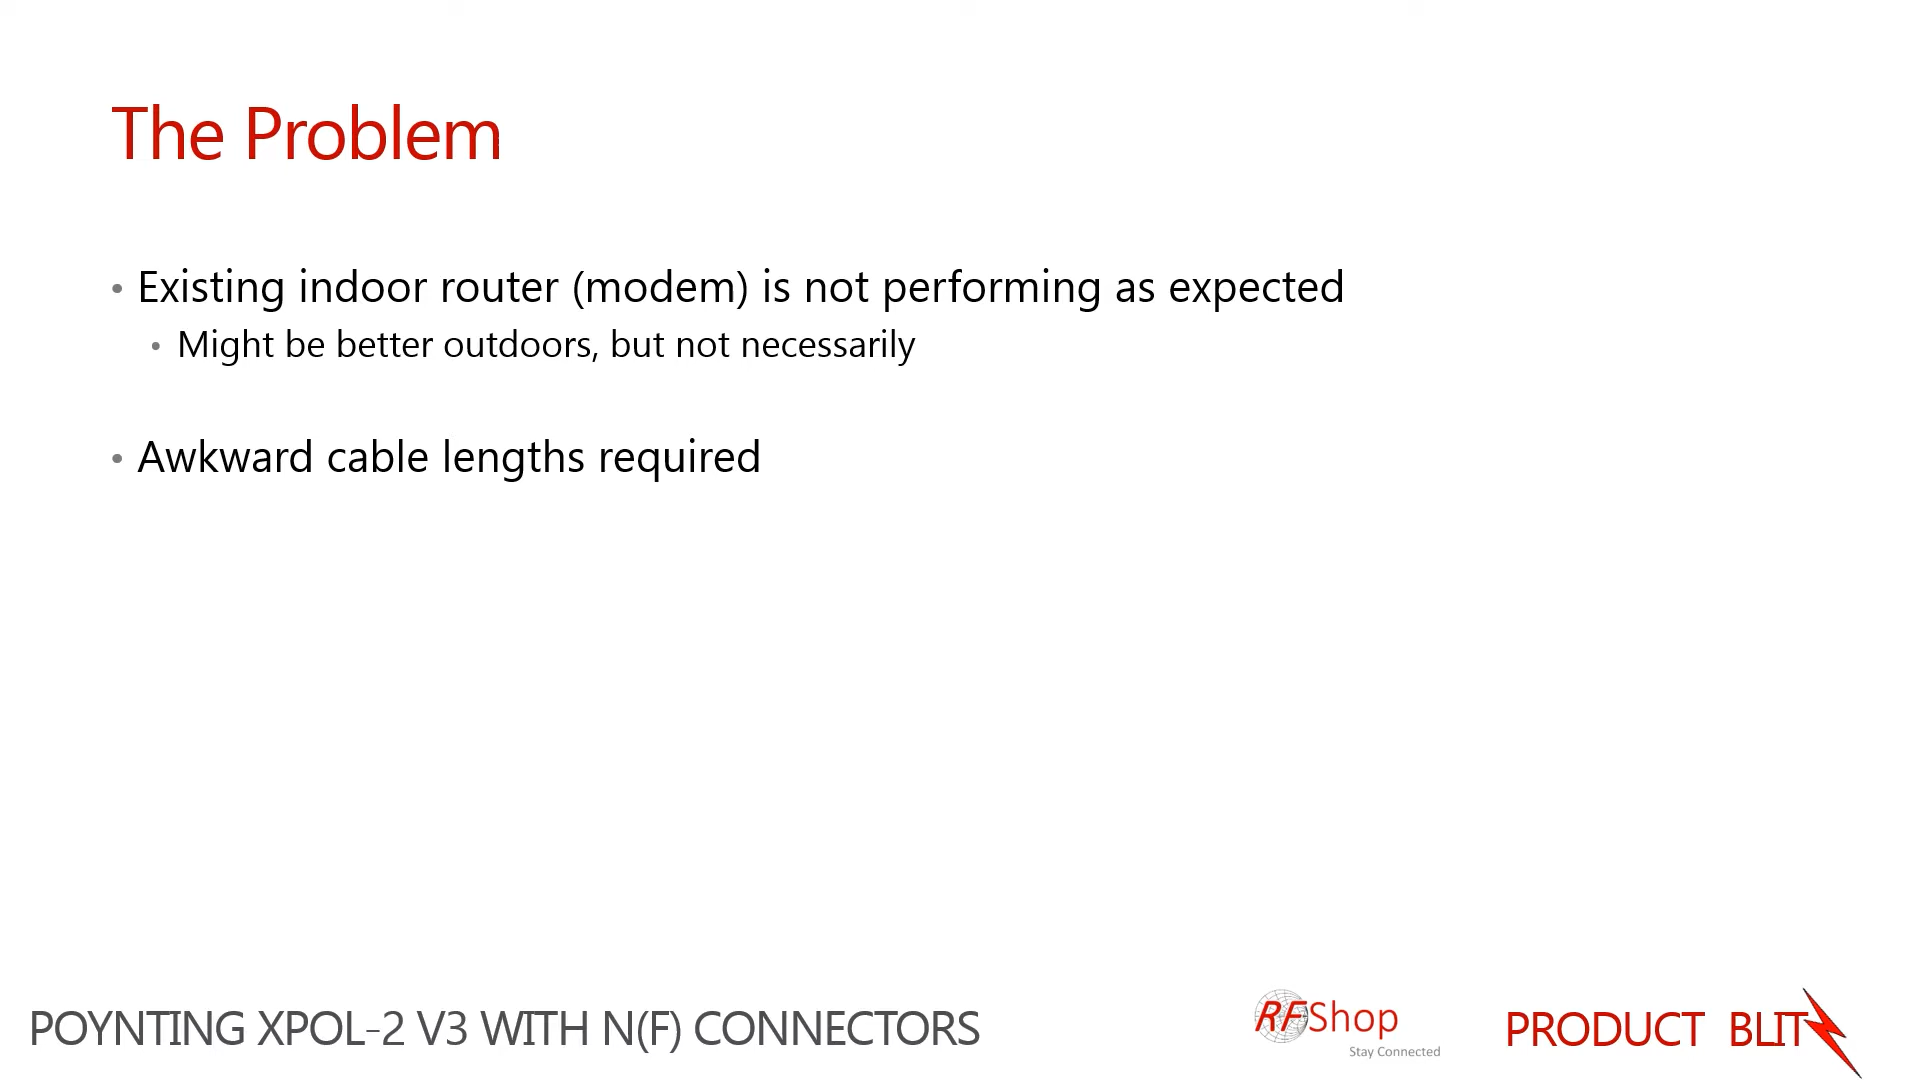 The Problem
• Existing indoor router (modem) is not performing as expected
• Might be better outdoors, but not necessarily
• Awkward cable lengths required
POYNTING XPOL-2 V3 WITH N(F) CONNECTORS
RFShop
Stay Connected
PRODUCT BLIT